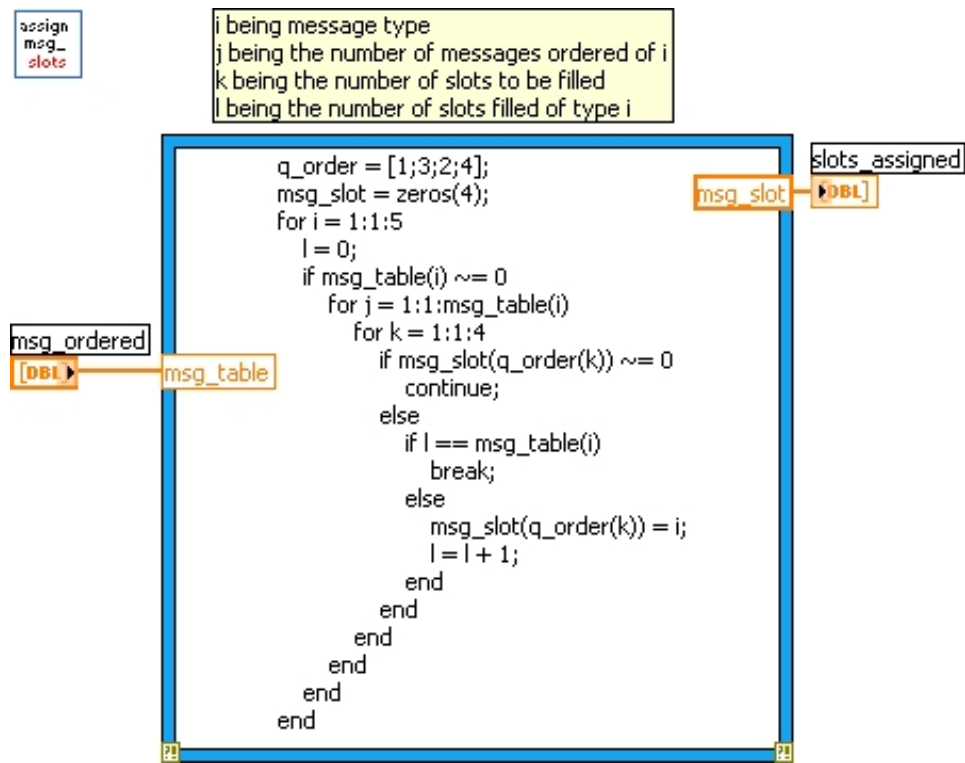 assign
msg_
slots
i being message type
j being the number of messages ordered of i
k being the number of slots to be filled
l being the number of slots filled of type i
slots_assigned
msg_slot
DBL]
q_order = [1;3;2;4];
msg_slot = zeros(4);
for i = 1:1:5
l = 0;
if msg_table(i) ~= 0
for j = 1:1:msg_table(i)
for k = 1:1:4
if msg_slot(q_order(k)) ~= 0
continue;
else
if l == msg_table(i)
break;
else
msg_slot(q_order(k)) = i;
l = l + 1;
end
end
end
end
end
end
msg_ordered
[DBL]
msg_table
?!
?!